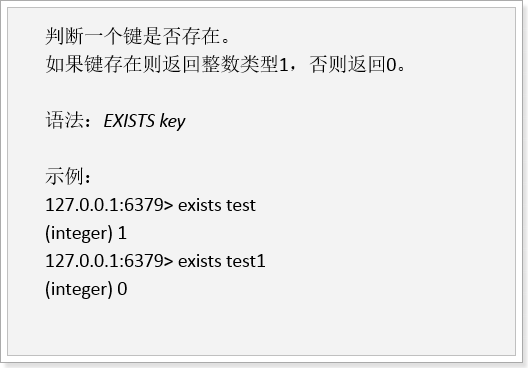 判断一个键是否存在。
如果键存在则返回整数类型1，否则返回0。
语法：EXISTS key
示例：
127.0.0.1:6379> exists test
(integer) 1
127.0.0.1:6379> exists test1
(integer) 0